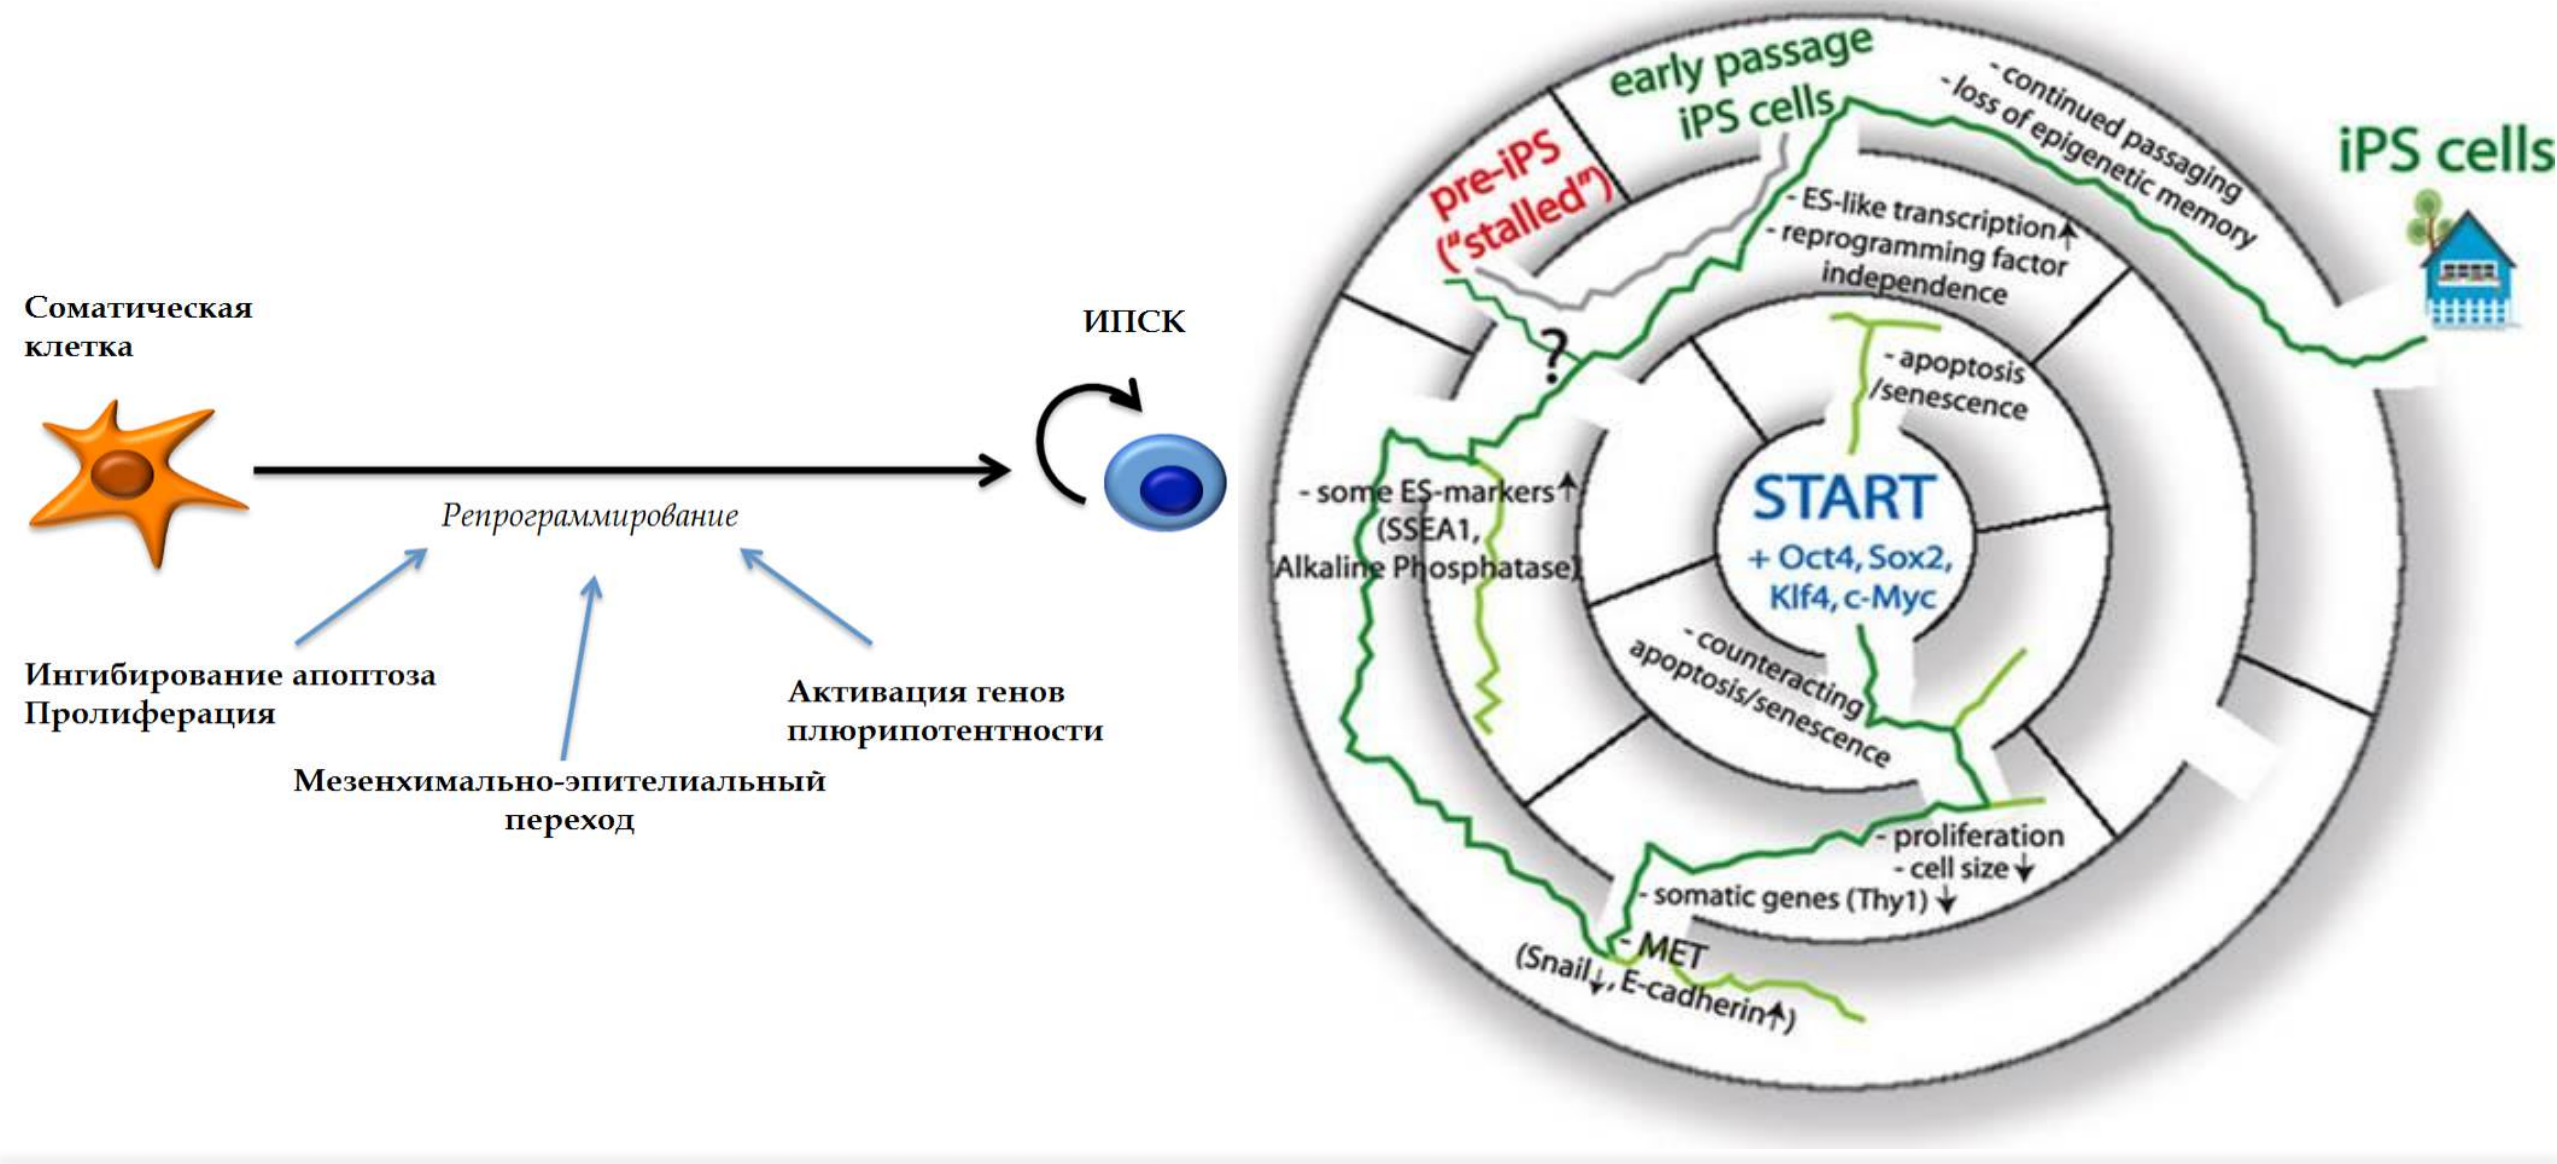 Соматическая
клетка
ИПСК
Репрограммирование
Ингибирование апоптоза
Пролиферация
Мезенхимально-эпителиальный
переход
Активация генов
плюрипотентности
early passage
iPS cells
pre-iPS
("stalled")
- continued passaging
- loss of epigenetic memory
iPS cells
- ES-like transcription↑
- reprogramming factor
independence
?
- apoptosis
/senescence
- some ES-markers↑
(SSEA1,
Alkaline Phosphatase)
START
+ Oct4, Sox2,
Klf4, c-Myc
- counteracting
apoptosis/senescence
- proliferation
- cell size↓
- somatic genes (Thy1)↓
- MET
(Snail↓, E-cadherin↑)